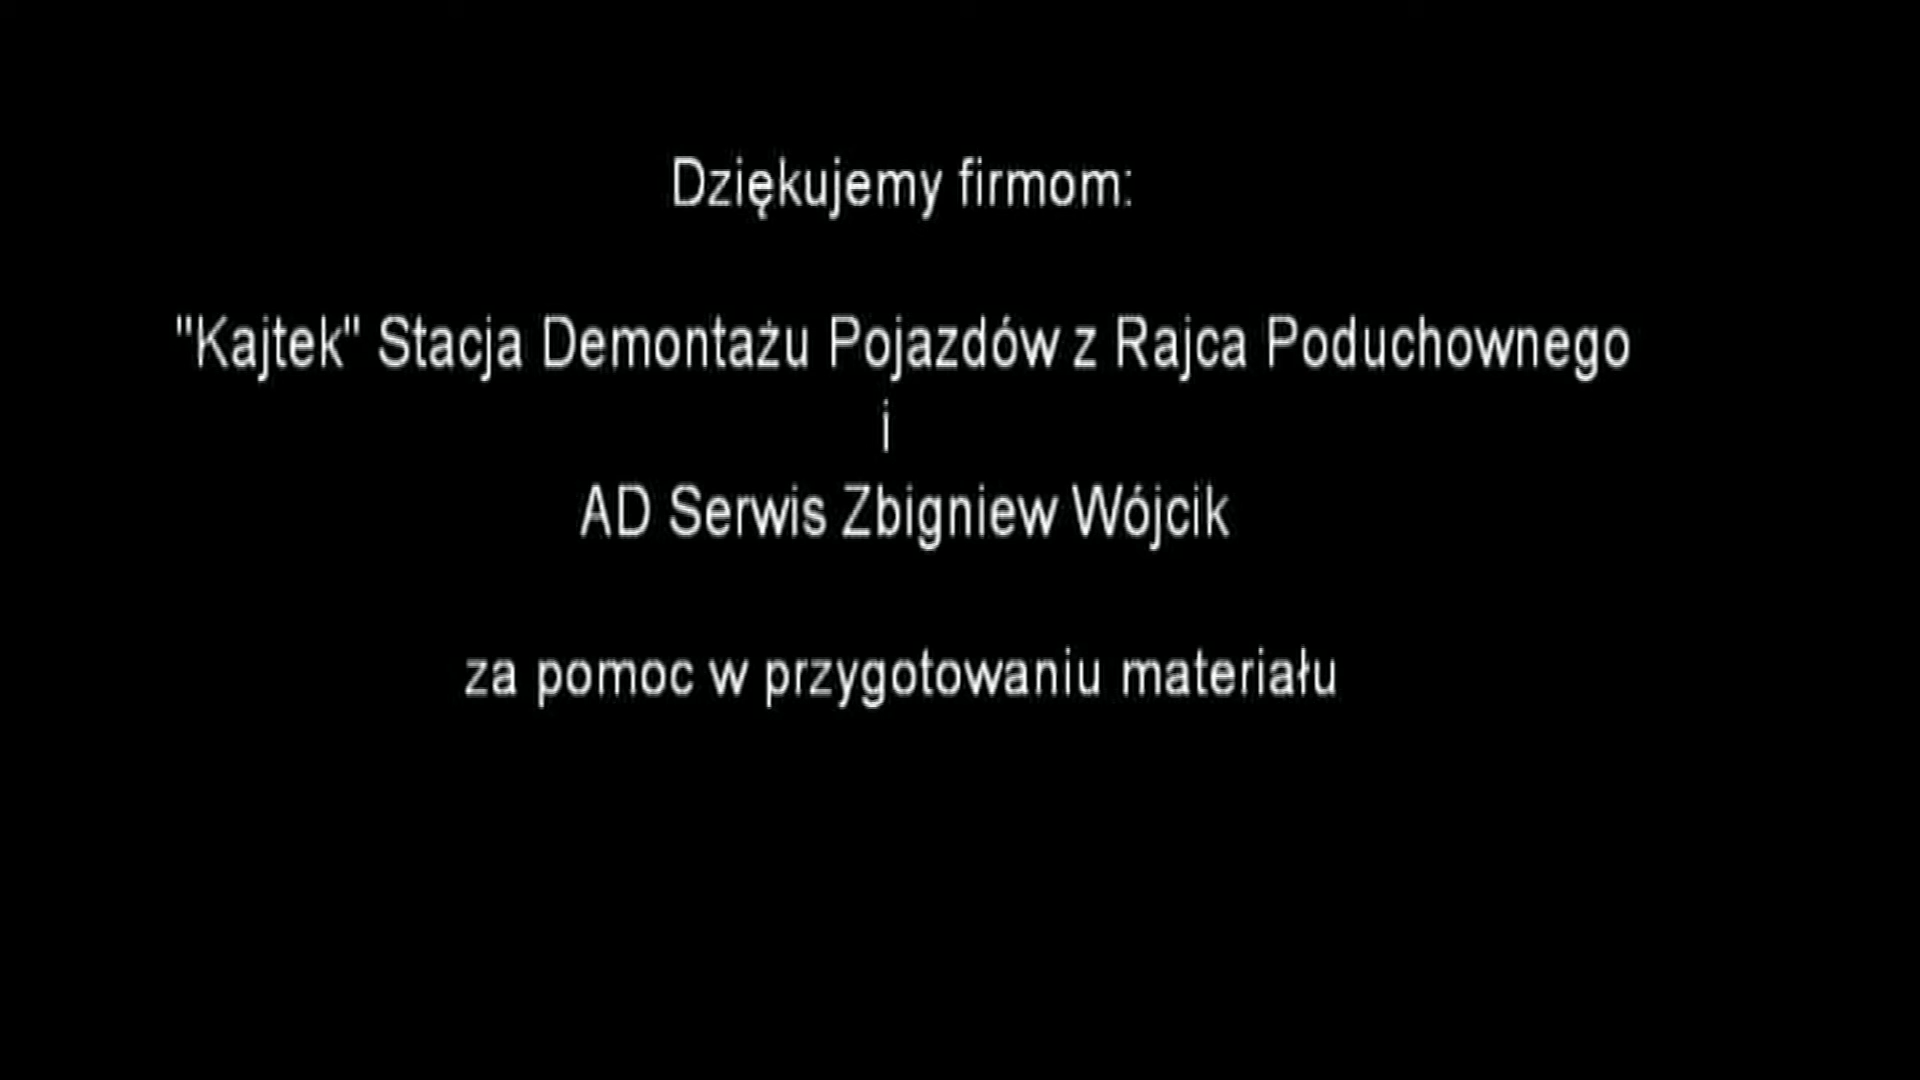 Dziękujemy firmom:
"Kajtek" Stacja Demontażu Pojazdów z Rajca Poduchownego
i
AD Serwis Zbigniew Wójcik
za pomoc w przygotowaniu materiału